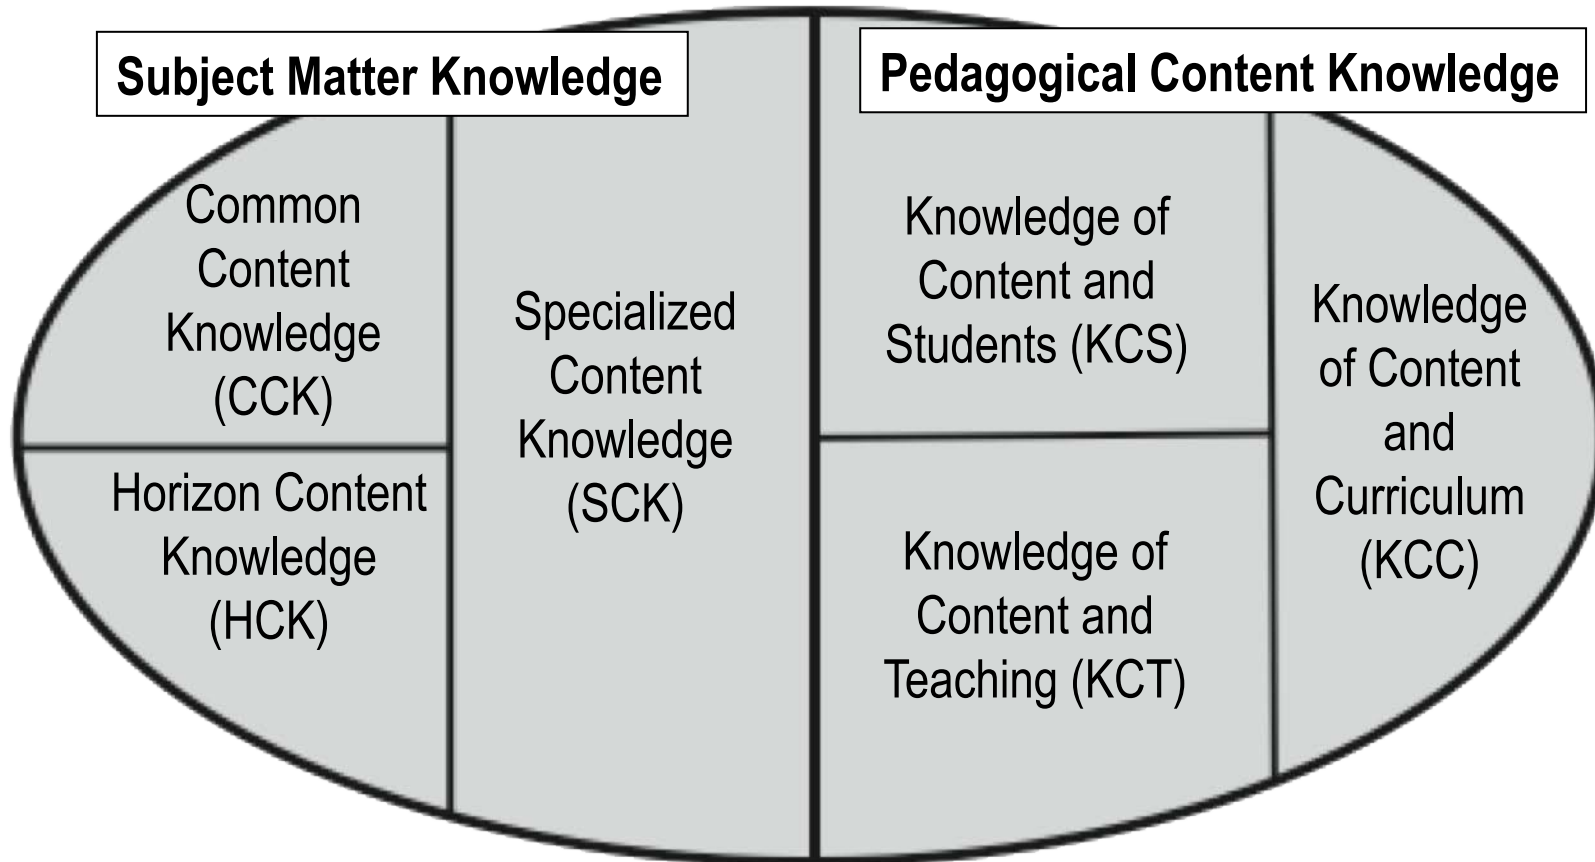 Subject Matter Knowledge
Pedagogical Content Knowledge
Common
Content
Knowledge
(CCK)
Horizon Content
Knowledge
(HCK)
Specialized
Content
Knowledge
(SCK)
Knowledge of
Content and
Students (KCS)
Knowledge of
Content and
Teaching (KCT)
Knowledge
of Content
and
Curriculum
(KCC)